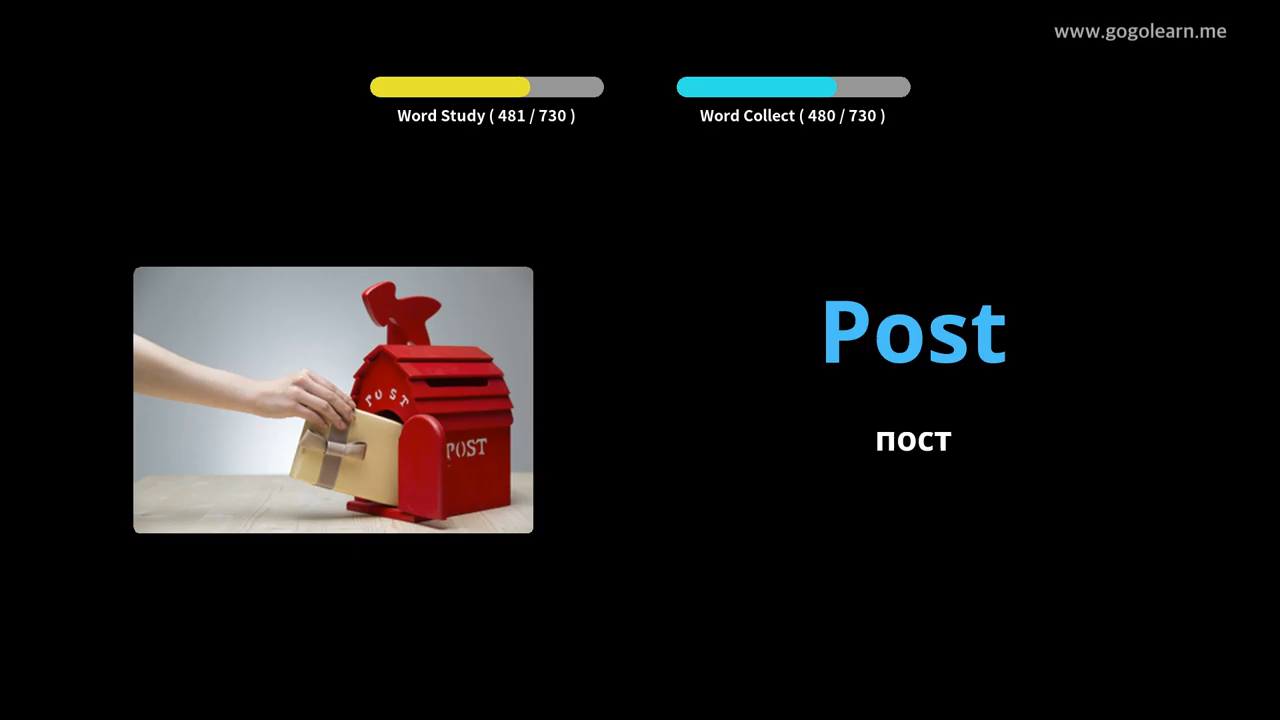 www.gogolearn.me
Word Study ( 481 / 730 )
Word Collect ( 480 / 730 )
POST
POST
Post
пост